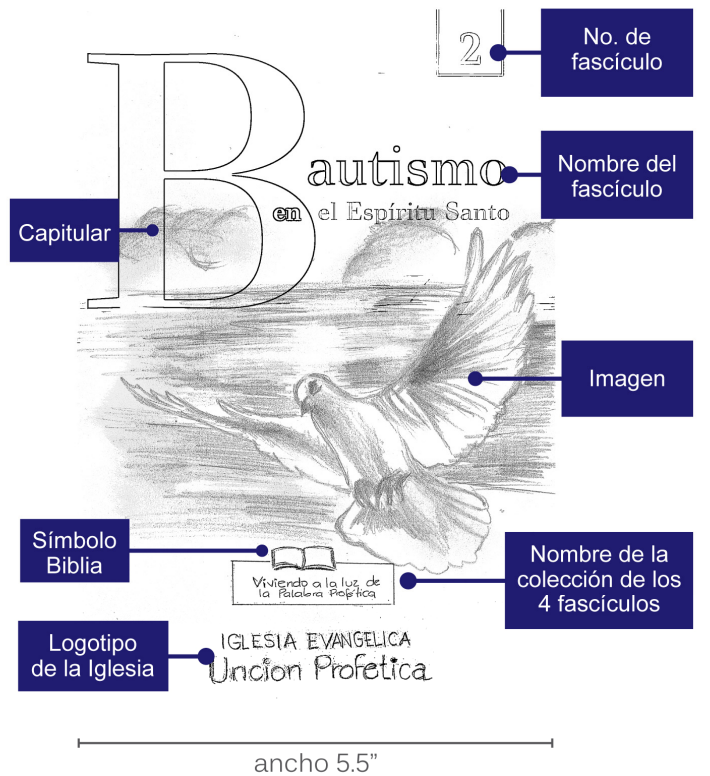 2
No. de
fascículo
Bautismo
en el Espíritu Santo
Nombre del
fascículo
Capitular
Imagen
Símbolo
Biblia
Viviendo a la luz de
la Palabra Profética
Nombre de la
colección de los
4 fascículos
Logotipo
de la Iglesia
IGLESIA EVANGELICA
Uncion Profetica
ancho 5.5”